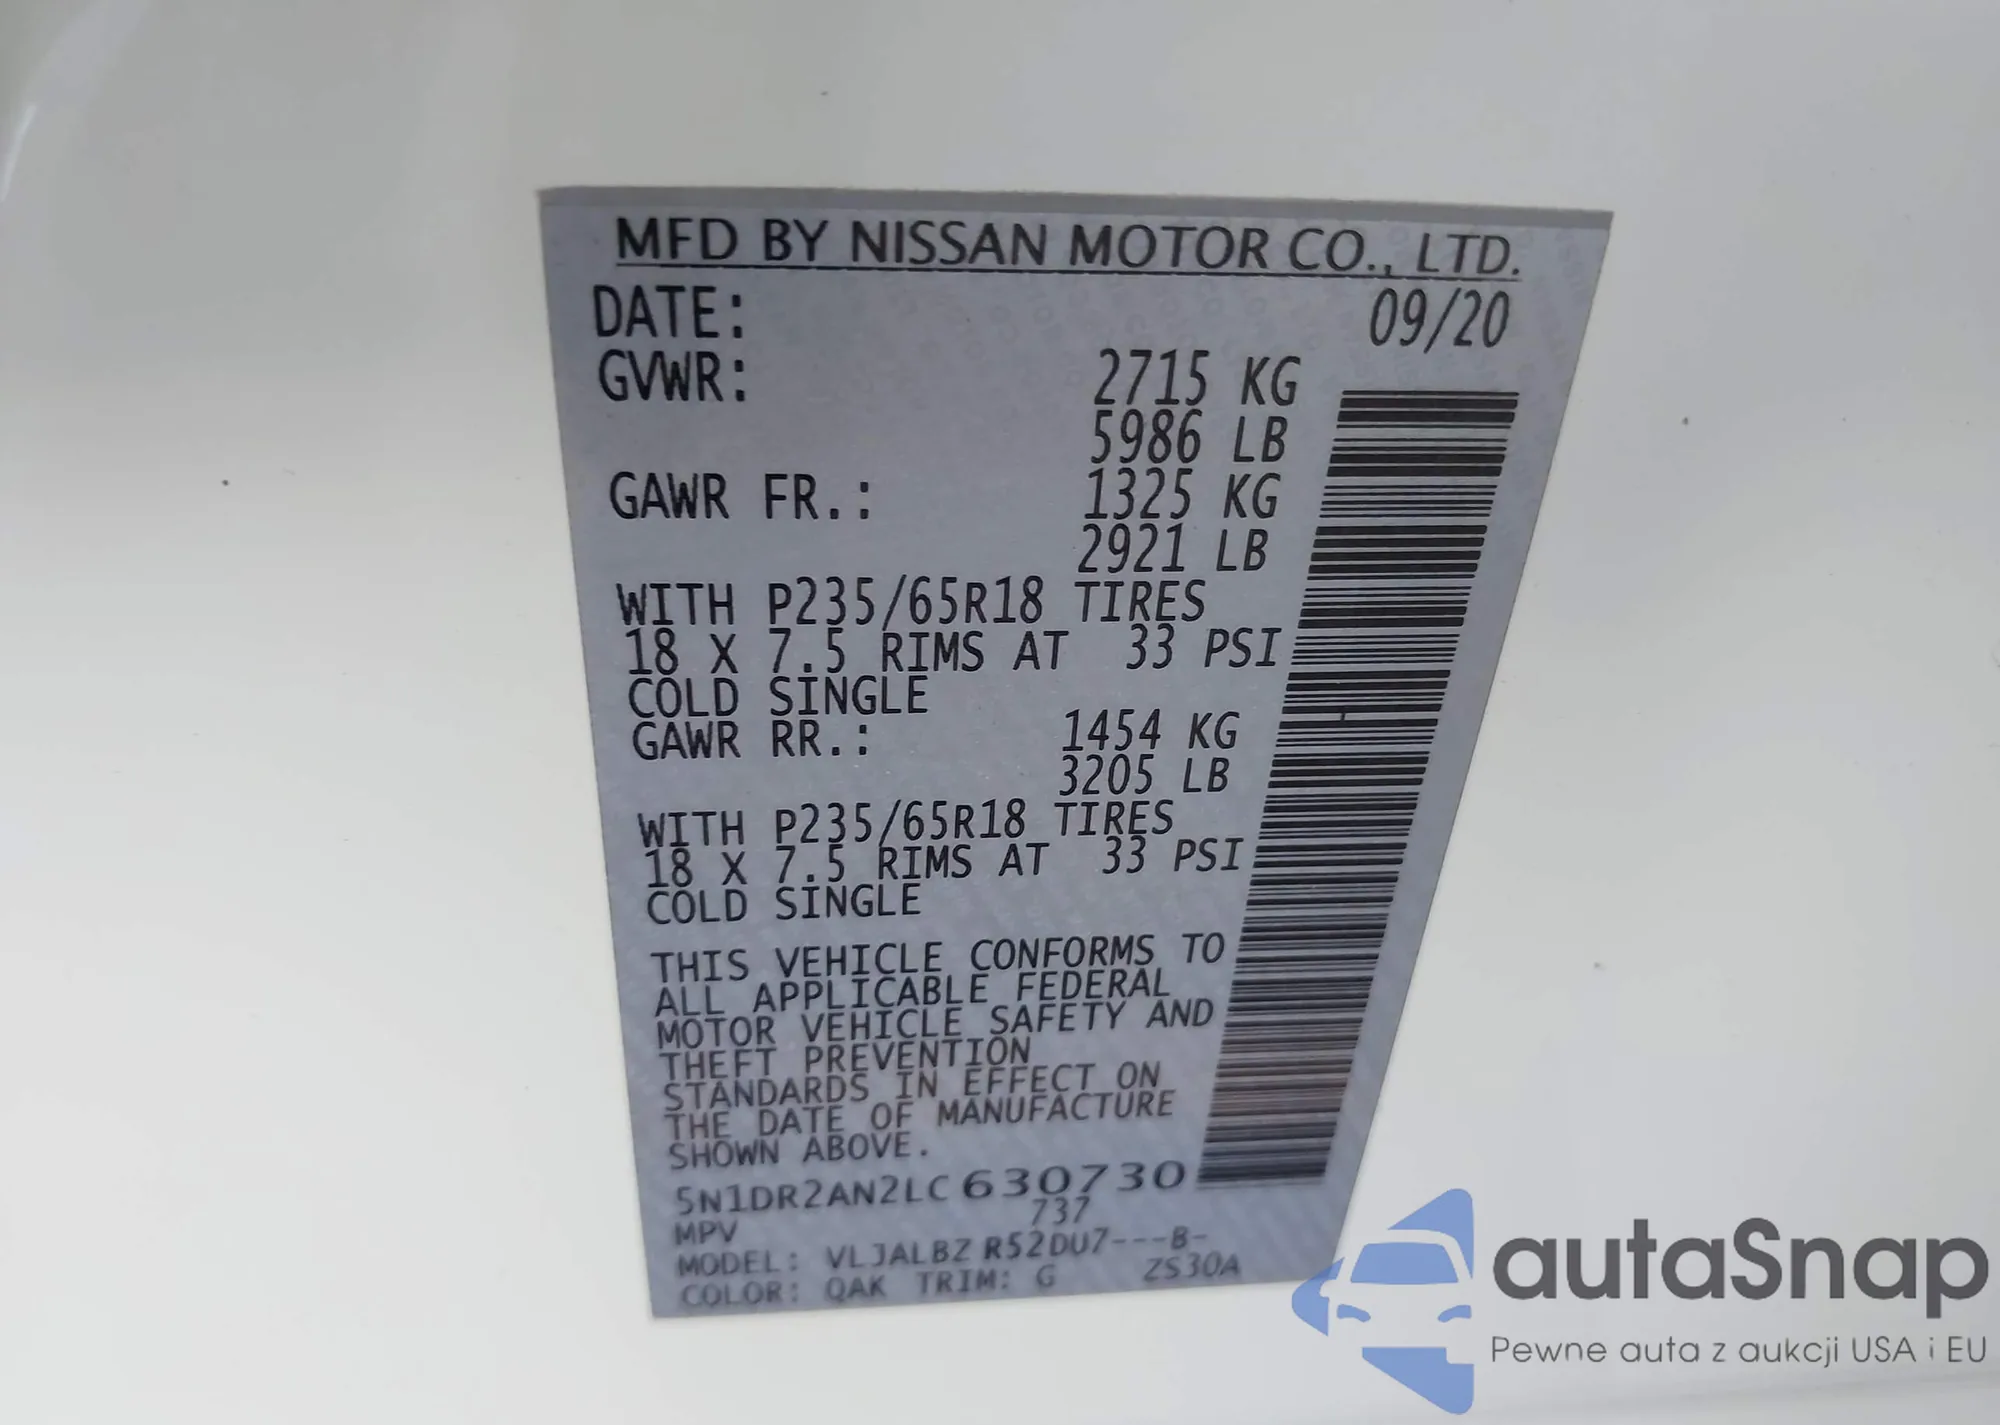 MFD BY NISSAN MOTOR CO., LTD.
DATE: 09/20
GVWR: 2715 KG
5986 LB
GAWR FR.: 1325 KG
2921 LB
WITH P235/65R18 TIRES
18 X 7.5 RIMS AT 33 PSI
COLD SINGLE
GAWR RR.: 1454 KG
3205 LB
WITH P235/65R18 TIRES
18 X 7.5 RIMS AT 33 PSI
COLD SINGLE
THIS VEHICLE CONFORMS TO
ALL APPLICABLE FEDERAL
MOTOR VEHICLE SAFETY AND
THEFT PREVENTION
STANDARDS IN EFFECT ON
THE DATE OF MANUFACTURE
SHOWN ABOVE.
5N1DR2AN2LC630730
737
MPV
MODEL: VLJALBZ R52DU7---B-
COLOR: QAK TRIM: G ZS30A
autaSnap
Pewne auta z aukcji USA i EU